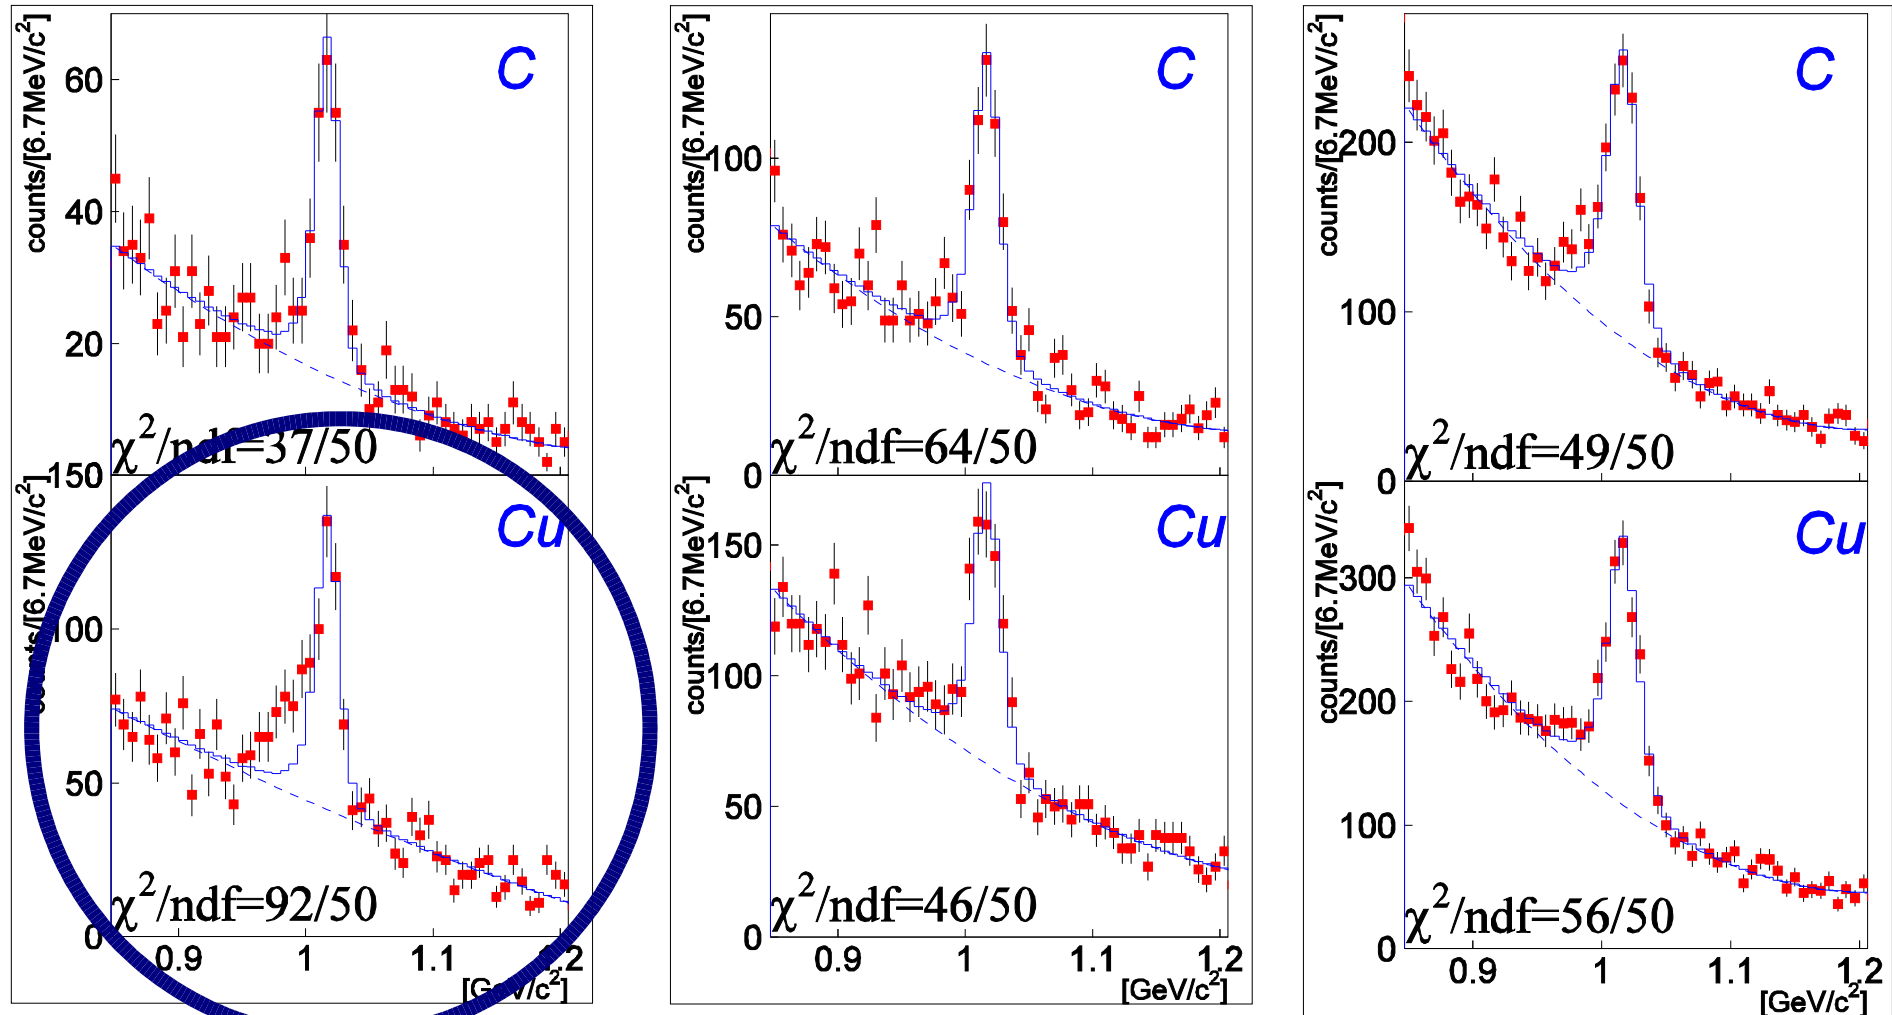 counts/[6.7MeV/c²]
60
40
20
C
χ²/ndf=37/50
counts/[6.7MeV/c²]
150
100
50
0
Cu
χ²/ndf=92/50
0.9 1 1.1 1.2
[GeV/c²]
counts/[6.7MeV/c²]
100
50
0
C
χ²/ndf=64/50
counts/[6.7MeV/c²]
150
100
50
0
Cu
χ²/ndf=46/50
0.9 1 1.1 1.2
[GeV/c²]
counts/[6.7MeV/c²]
200
100
0
C
χ²/ndf=49/50
counts/[6.7MeV/c²]
300
200
100
0
Cu
χ²/ndf=56/50
0.9 1 1.1 1.2
[GeV/c²]